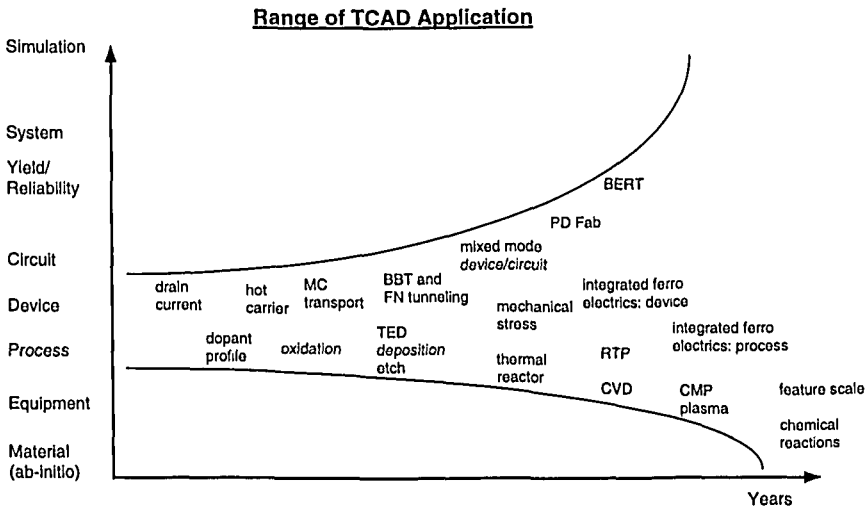 Range of TCAD Application
Simulation
System
Yield/
Reliability
Circuit
Device
Process
Equipment
Material
(ab-initio)
BERT
PD Fab
mixed mode
device/circuit
drain
current
hot
carrier
MC
transport
BBT and
FN tunneling
mechanical
stress
integrated ferro
electrics: device
dopant
profile
oxidation
TED
deposition
etch
thermal
reactor
RTP
CVD
integrated ferro
electrics: process
CMP
plasma
feature scale
chemical
reactions
Years